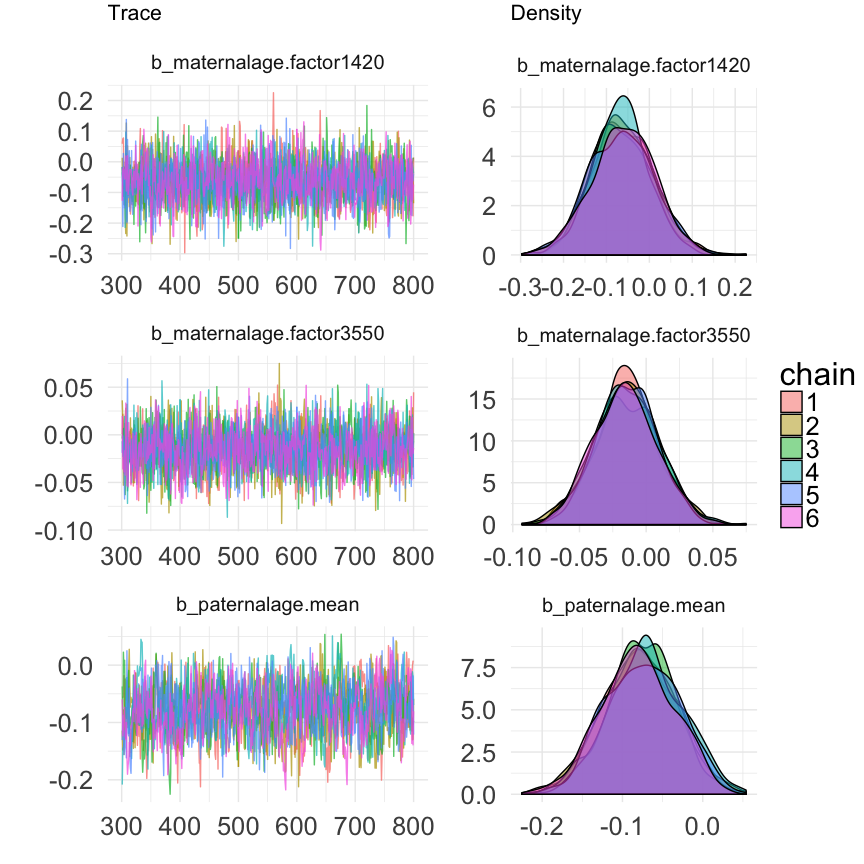 Trace
Density
b_maternalage.factor1420
0.2
0.1
0.0
-0.1
-0.2
-0.3
300 400 500 600 700 800
b_maternalage.factor1420
6
4
2
0
-0.3 -0.2 -0.1 0.0 0.1 0.2
b_maternalage.factor3550
0.05
0.00
-0.05
-0.10
300 400 500 600 700 800
b_maternalage.factor3550
15
10
5
0
-0.10 -0.05 0.00 0.05
chain
1
2
3
4
5
6
b_paternalage.mean
0.0
-0.1
-0.2
300 400 500 600 700 800
b_paternalage.mean
7.5
5.0
2.5
0.0
-0.2 -0.1 0.0